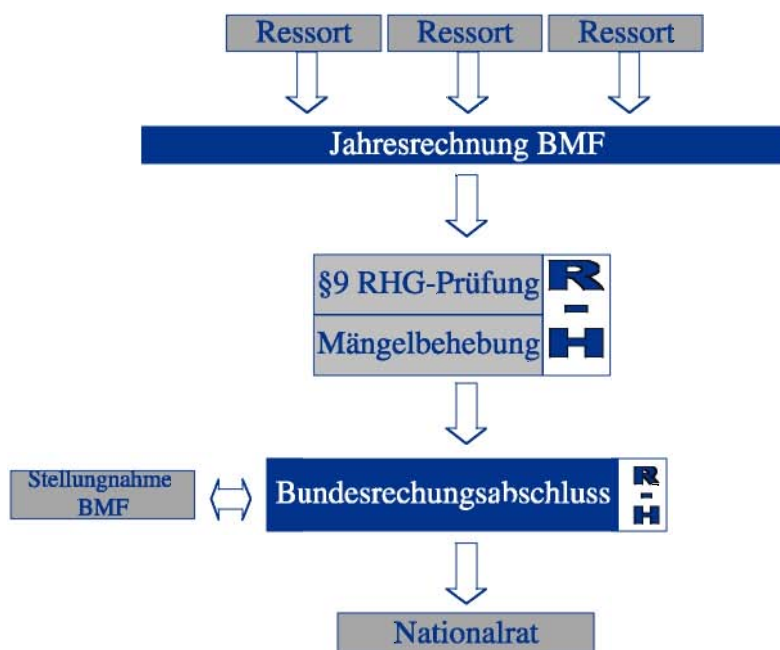 Ressort Ressort Ressort
Jahresrechnung BMF
§9 RHG-Prüfung
Mängelbehebung
R
-
H
Stellungnahme
BMF
Bundesrechungsabschluss
R
-
H
Nationalrat